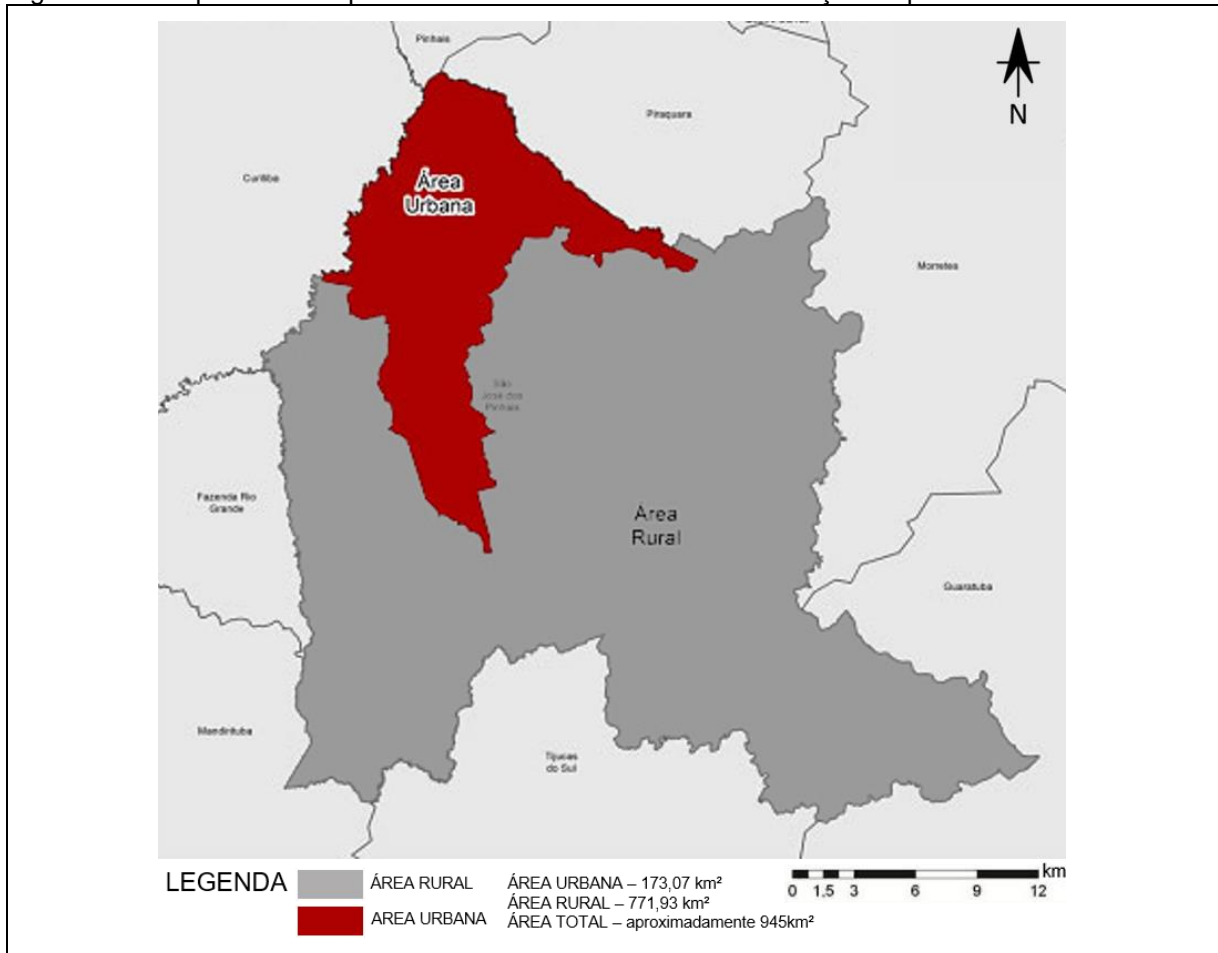 Pinhais
Piraquara
N
Curitiba
Área
Urbana
Morretes
São
José dos
Pinhais
Fazenda Rio
Grande
Área
Rural
Guaratuba
Mandirituba
Tijucas
do Sul
LEGENDA
ÁREA RURAL
AREA URBANA
ÁREA URBANA – 173,07 km²
ÁREA RURAL – 771,93 km²
ÁREA TOTAL – aproximadamente 945km²
km
0 1,5 3 6 9 12